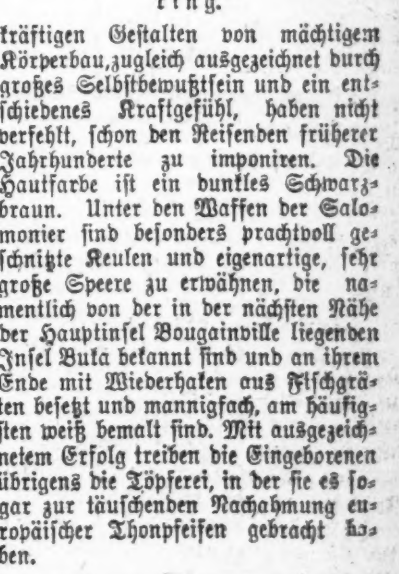 ring.
kräftigen Gestalten von mächtigem
Körperbau,zugleich ausgezeichnet durch
großes Selbstbewußtsein und ein ent-
schiedenes Kraftgefühl, haben nicht
verfehlt, schon den Reisenden früherer
Jahrhunderte zu imponiren. Die
Hautfarbe ist ein dunkles Schwarz-
braun. Unter den Waffen der Salo-
monier sind besonders prachtvoll ge-
schnitzte Keulen und eigenartige, sehr
große Speere zu erwähnen, die na-
mentlich von der in der nächsten Nähe
der Hauptinsel Bougainville liegenden
Insel Buka bekannt sind und an ihrem
Ende mit Wiederhaken aus Fischgrä-
ten besetzt und mannigfach, am häufig-
sten weiß bemalt sind. Mit ausgezeich-
netem Erfolg treiben die Eingeborenen
übrigens die Töpferei, in der sie es so-
gar zur täuschenden Nachahmung eu-
ropäischer Thonpfeifen gebracht ha-
ben.